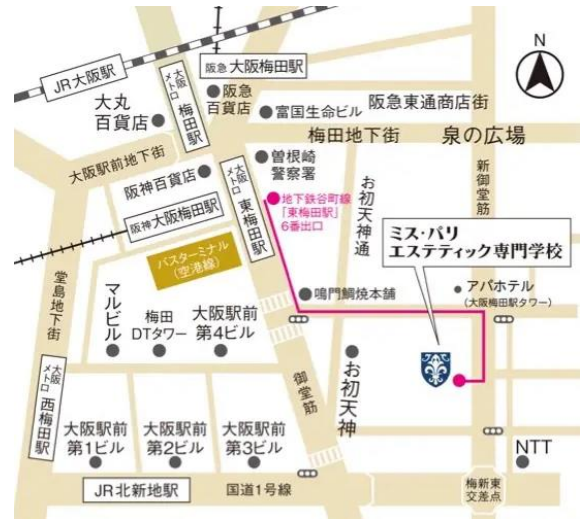 N
JR大阪駅
大阪
メトロ
梅田駅
阪急 大阪梅田駅
大丸
百貨店
阪急
百貨店
富国生命ビル
阪急東通商店街
梅田地下街
泉の広場
大阪駅前地下街
阪神百貨店
曽根崎
警察署
大阪
メトロ
東梅田駅
地下鉄谷町線
「東梅田駅」
6番出口
お初天神通
新御堂筋
阪神 大阪梅田駅
バスターミナル
(空港線)
ミス・パリ
エステティック専門学校
堂島地下街
マルビル
梅田
DTタワー
大阪駅前
第4ビル
鳴門鯛焼本舗
アパホテル
(大阪梅田駅タワー)
大阪
メトロ
西梅田駅
御堂筋
お初天神
大阪駅前
第1ビル
大阪駅前
第2ビル
大阪駅前
第3ビル
NTT
JR北新地駅
国道1号線
梅新東
交差点